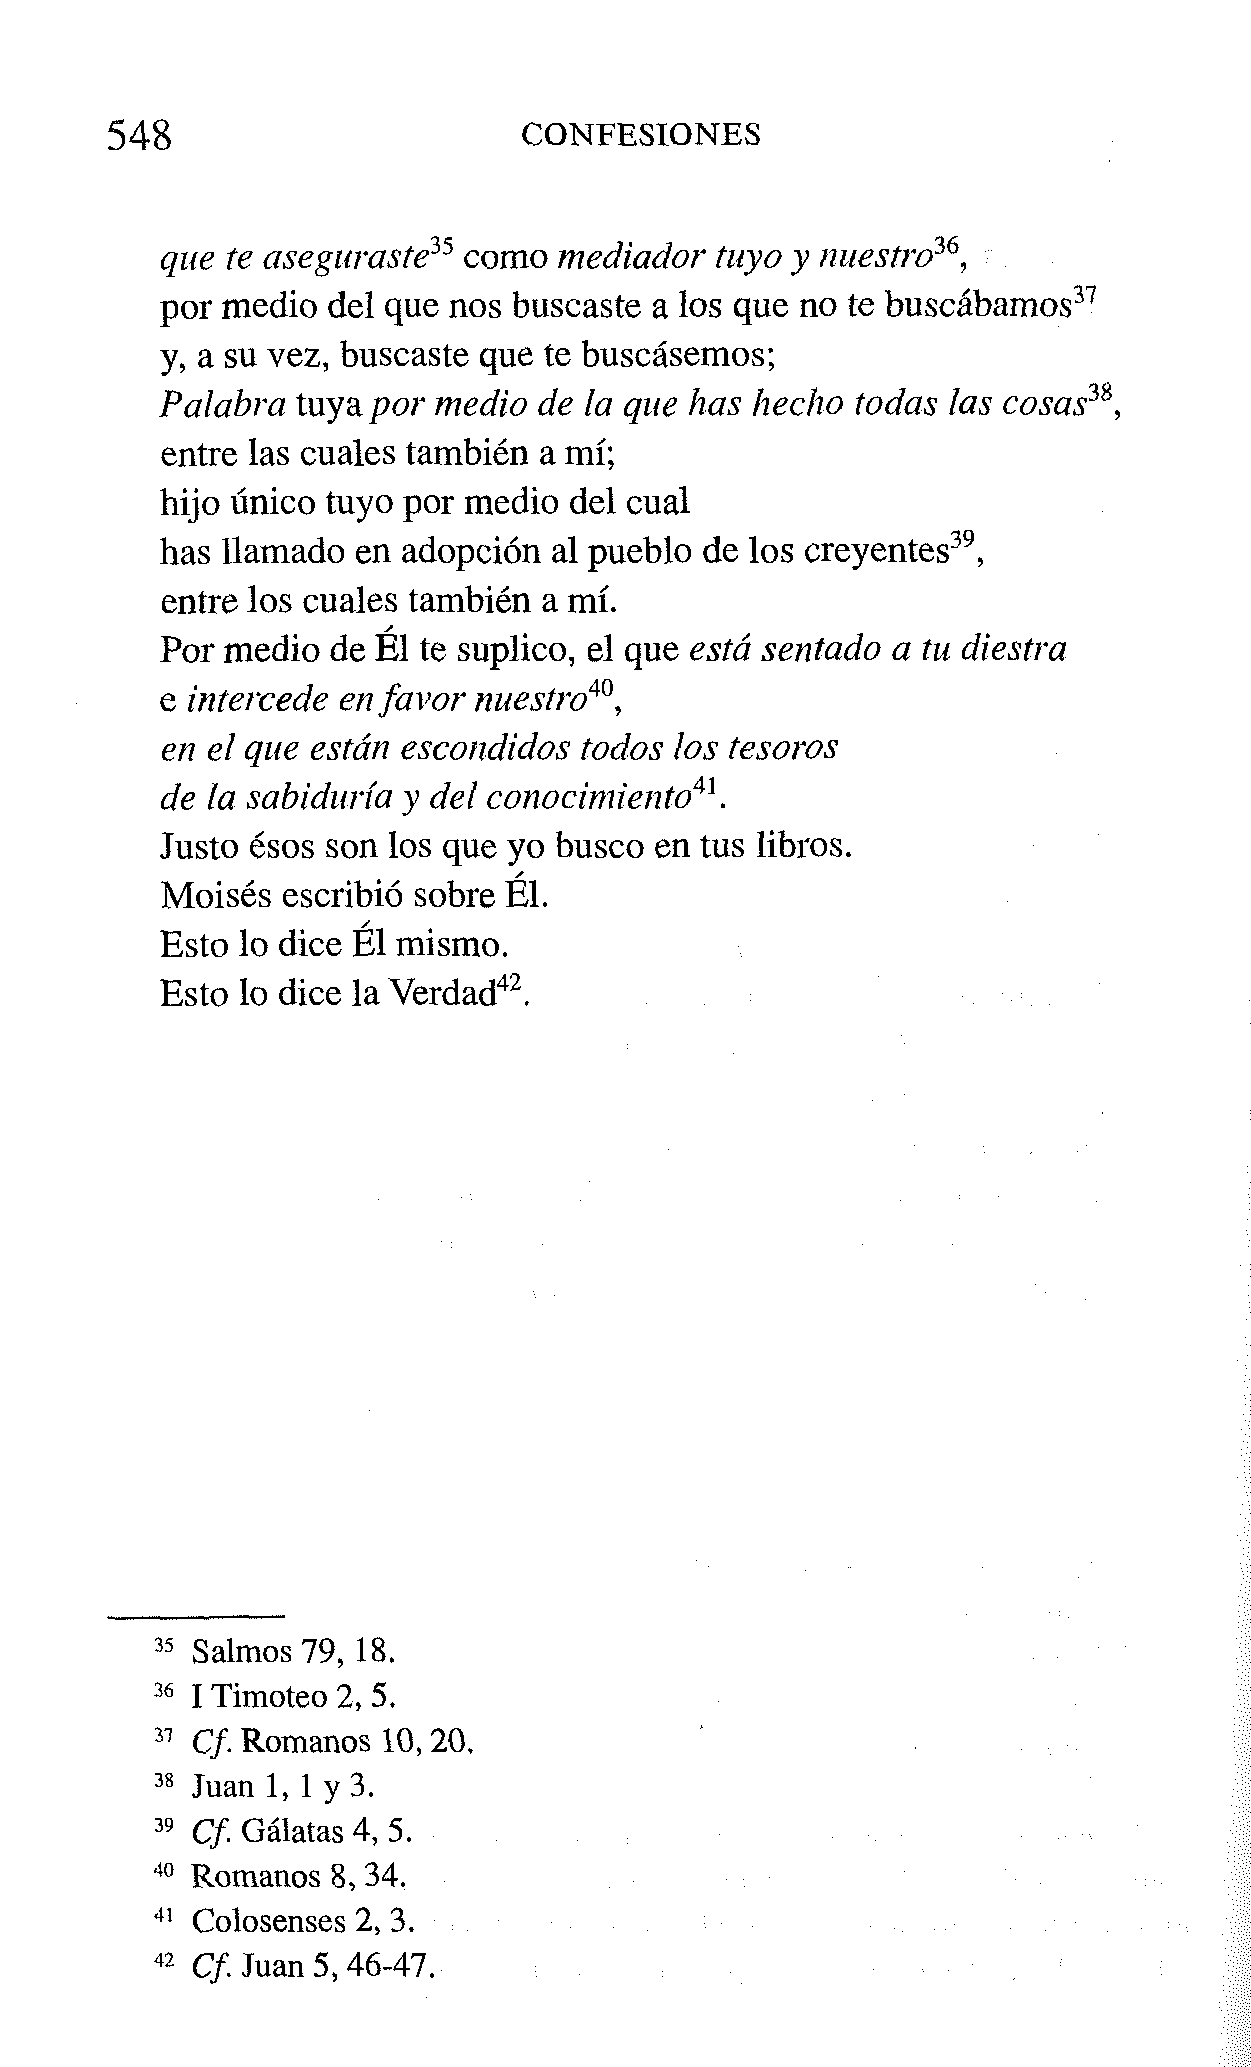 548 CONFESIONES
que te aseguraste³⁵ como mediador tuyo y nuestro³⁶,
por medio del que nos buscaste a los que no te buscábamos³⁷
y, a su vez, buscaste que te buscásemos;
Palabra tuya por medio de la que has hecho todas las cosas³⁸,
entre las cuales también a mí;
hijo único tuyo por medio del cual
has llamado en adopción al pueblo de los creyentes³⁹,
entre los cuales también a mí.
Por medio de Él te suplico, el que está sentado a tu diestra
e intercede en favor nuestro⁴⁰,
en el que están escondidos todos los tesoros
de la sabiduría y del conocimiento⁴¹.
Justo ésos son los que yo busco en tus libros.
Moisés escribió sobre Él.
Esto lo dice Él mismo.
Esto lo dice la Verdad⁴².
³⁵ Salmos 79, 18.
³⁶ I Timoteo 2, 5.
³⁷ Cf. Romanos 10, 20.
³⁸ Juan 1, 1 y 3.
³⁹ Cf. Gálatas 4, 5.
⁴⁰ Romanos 8, 34.
⁴¹ Colosenses 2, 3.
⁴² Cf. Juan 5, 46-47.